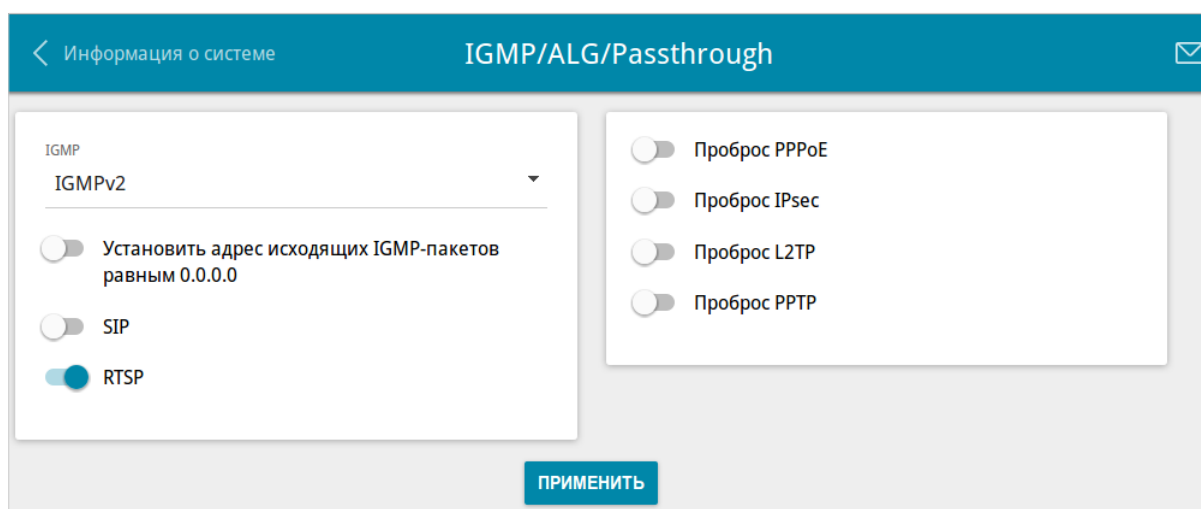 Информация о системе
IGMP/ALG/Passthrough
IGMP
IGMPv2
Установить адрес исходящих IGMP-пакетов
равным 0.0.0.0
SIP
RTSP
Проброс PPPoE
Проброс IPsec
Проброс L2TP
Проброс PPTP
ПРИМЕНИТЬ